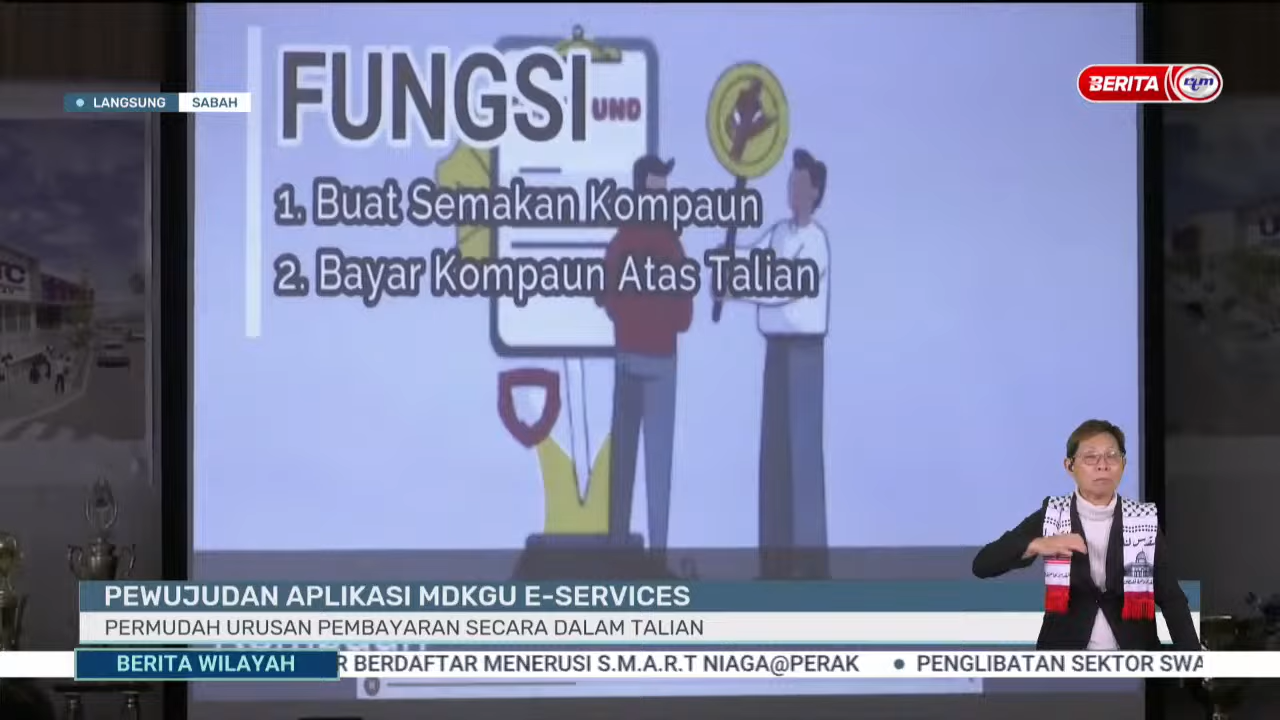 LANGSUNG SABAH
BERITA RTM
FUNGSI
UND
1. Buat Semakan Kompaun
2. Bayar Kompaun Atas Talian
PEWUJUDAN APLIKASI MDKGU E-SERVICES
PERMUDAH URUSAN PEMBAYARAN SECARA DALAM TALIAN
BERITA WILAYAH
R BERDAFTAR MENERUSI S.M.A.R.T NIAGA@PERAK • PENGLIBATAN SEKTOR SWA